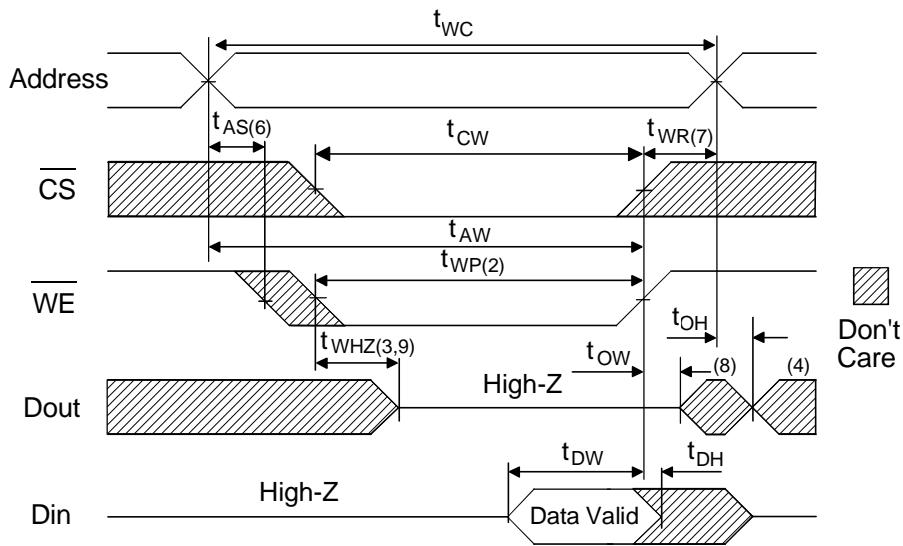 tWC
Address
tAS(6)
tCW
tWR(7)
CS
tAW
tWP(2)
WE
tOH
Don't
Care
tWHZ(3,9)
tOW
(8)
(4)
High-Z
Dout
tDW
tDH
High-Z
Din
Data Valid